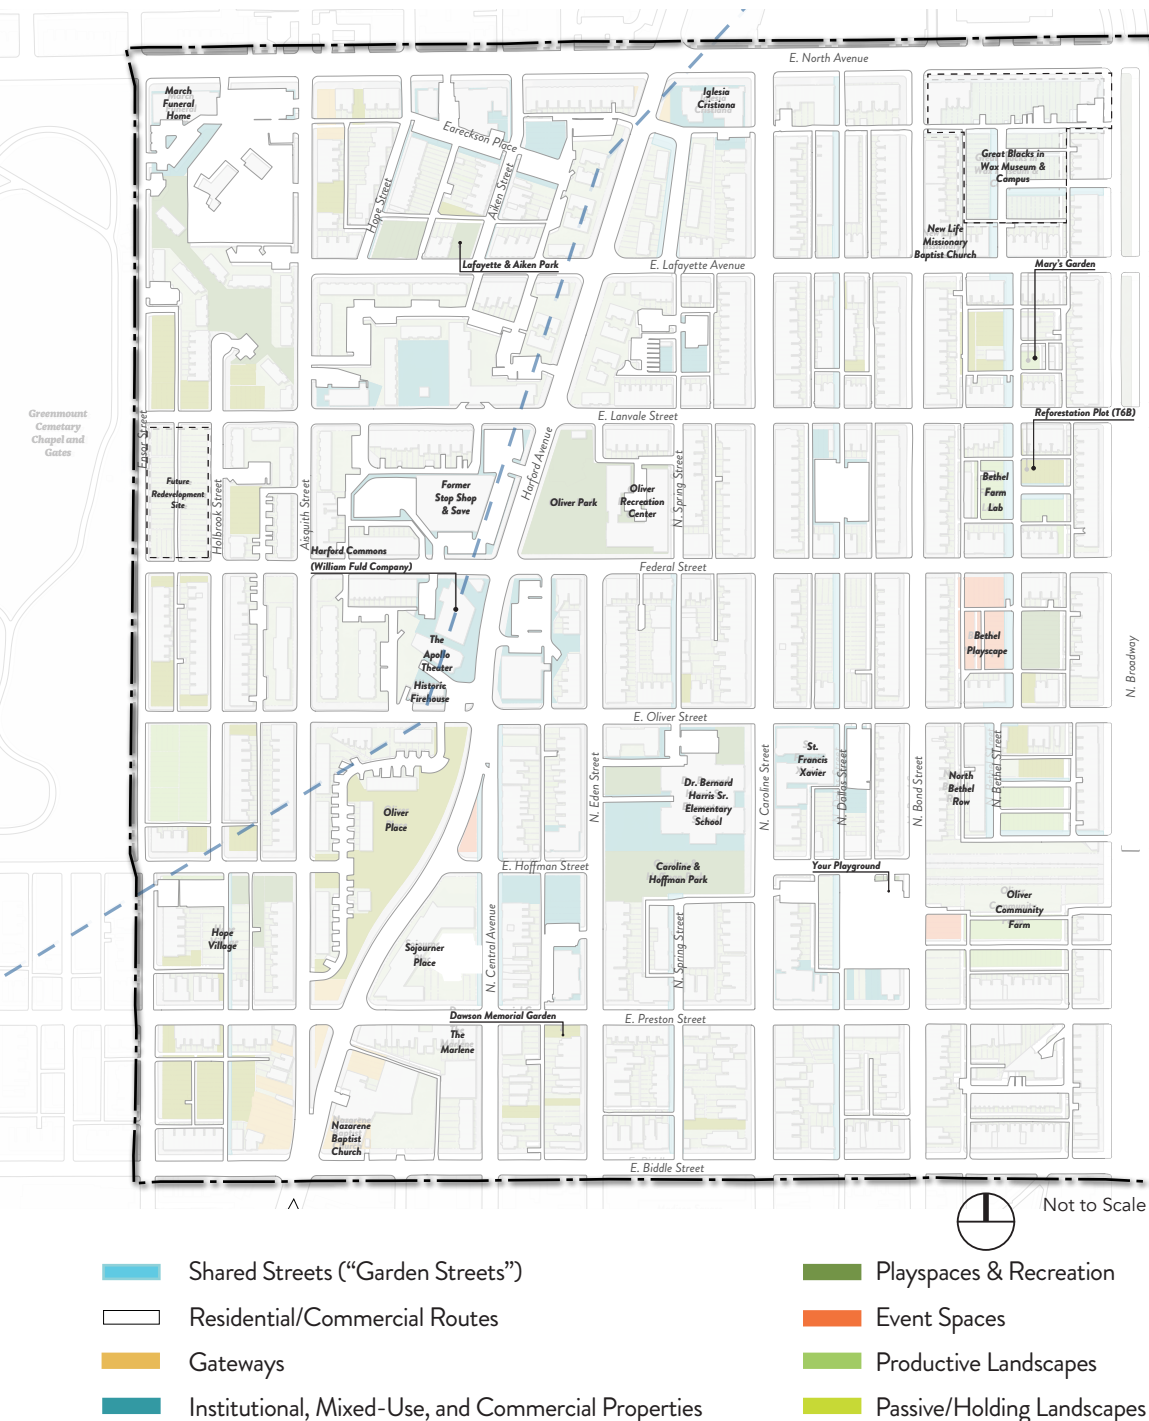 E. North Avenue
March
Funeral
Home
Iglesia
Cristiana
Eareckson Place
Great Blacks in
Wax Museum &
Campus
Hope Street
Aiken Street
New Life
Missionary
Baptist Church
Lafayette & Aiken Park
E. Lafayette Avenue
Mary's Garden
Greenmount
Cemetary
Chapel and
Gates
Ensor Street
E. Lanvale Street
Reforestation Plot (T6B)
Harford Avenue
Future
Redevelopment
Site
Holbrook Street
Aisquith Street
Former
Stop Shop
& Save
Oliver Park
Oliver
Recreation
Center
N. Spring Street
Bethel
Farm
Lab
Harford Commons
(William Fuld Company)
Federal Street
The
Apollo
Theater
Historic
Firehouse
Bethel
Playscape
N. Broadway
E. Oliver Street
Oliver
Place
N. Eden Street
Dr. Bernard
Harris Sr.
Elementary
School
N. Caroline Street
St.
Francis
Xavier
N. Dallas Street
N. Bond Street
North
Bethel
Row
N. Bethel STreet
E. Hoffman Street
Caroline &
Hoffman Park
Your Playground
Oliver
Community
Farm
Hope
Village
Sojourner
Place
N. Central Avenue
N. Spring Street
Dawson Memorial Garden
E. Preston Street
The
Marlene
Nazarene
Baptist
Church
E. Biddle Street
Not to Scale
Shared Streets (“Garden Streets”)
Residential/Commercial Routes
Gateways
Institutional, Mixed-Use, and Commercial Properties
Playspaces & Recreation
Event Spaces
Productive Landscapes
Passive/Holding Landscapes